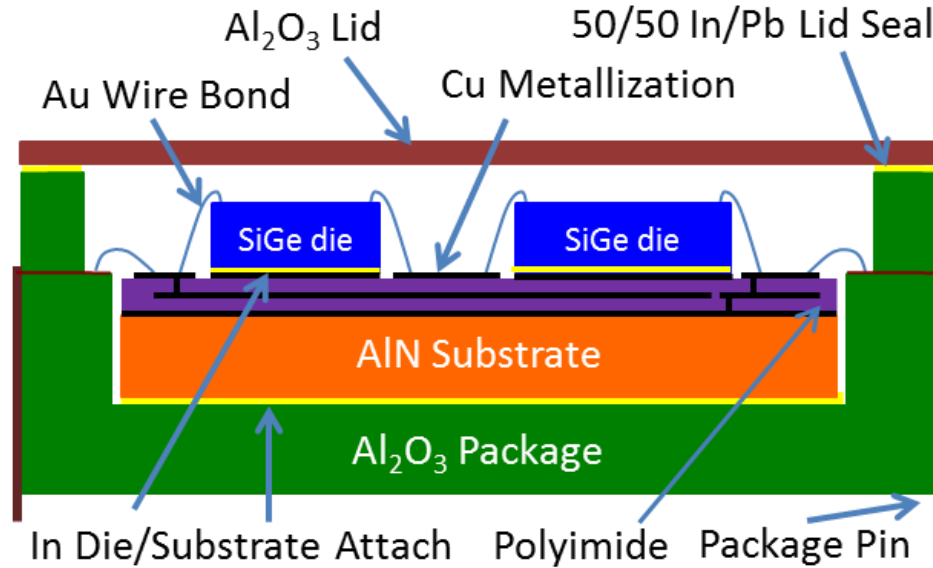 Al₂O₃ Lid
50/50 In/Pb Lid Seal
Au Wire Bond
Cu Metallization
SiGe die
SiGe die
AlN Substrate
Al₂O₃ Package
In Die/Substrate Attach
Polyimide
Package Pin